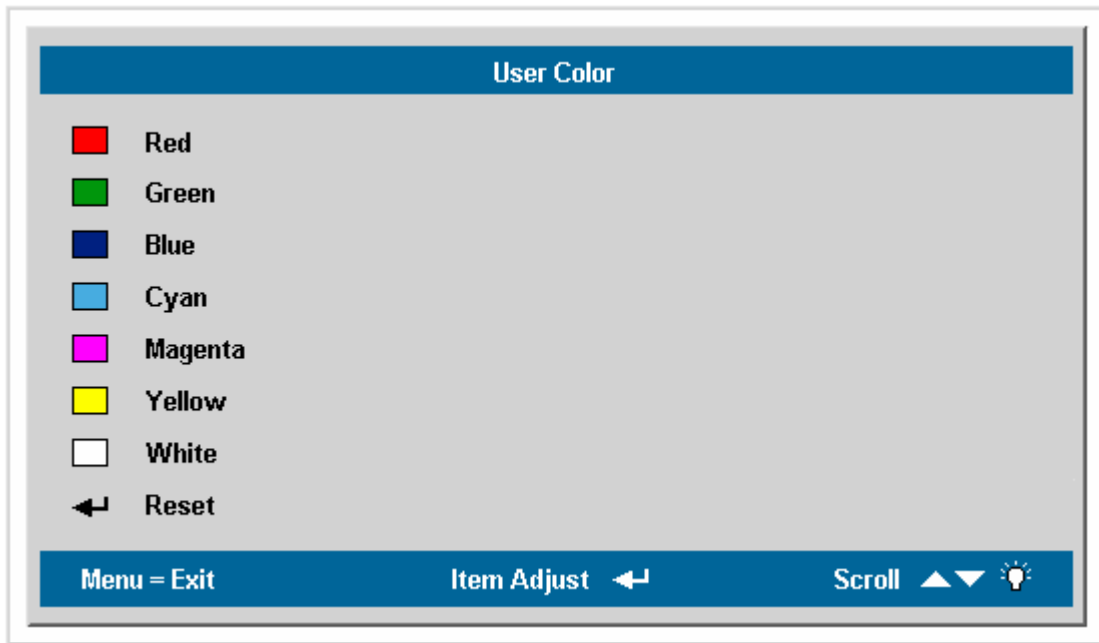 User Color
Red
Green
Blue
Cyan
Magenta
Yellow
White
Reset
Menu = Exit Item Adjust Scroll